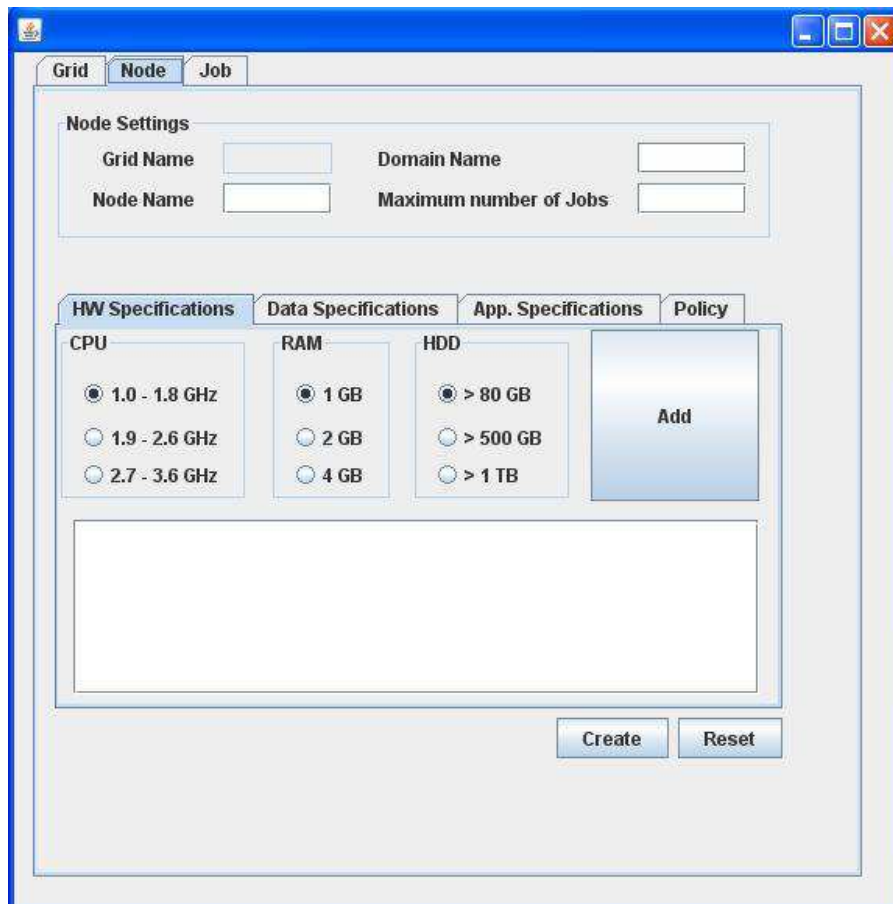 Grid Node Job
Node Settings
Grid Name Domain Name
Node Name Maximum number of Jobs
HW Specifications Data Specifications App. Specifications Policy
CPU RAM HDD
1.0 - 1.8 GHz 1 GB > 80 GB
Add
1.9 - 2.6 GHz 2 GB > 500 GB
2.7 - 3.6 GHz 4 GB > 1 TB
Create Reset